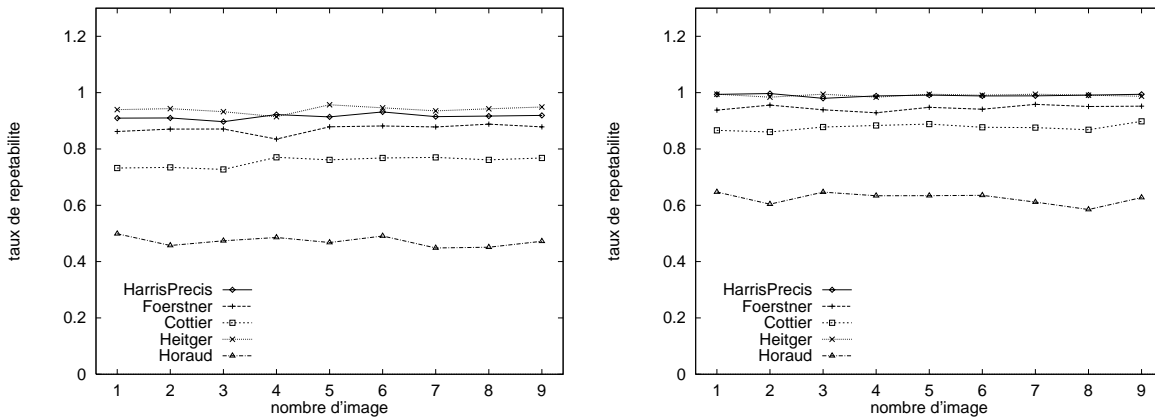 1.2
1
0.8
0.6
0.4
0.2
0
taux de repetabilite
HarrisPrecis
Foerstner
Cottier
Heitger
Horaud
1 2 3 4 5 6 7 8 9
nombre d'image
1.2
1
0.8
0.6
0.4
0.2
0
taux de repetabilite
HarrisPrecis
Foerstner
Cottier
Heitger
Horaud
1 2 3 4 5 6 7 8 9
nombre d'image